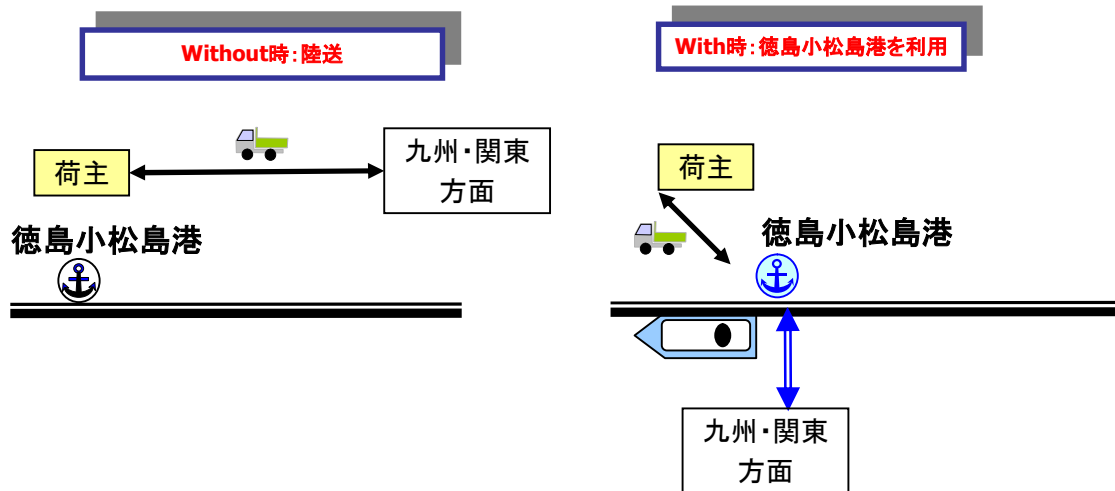 Without時：陸送
荷主
九州・関東
方面
徳島小松島港
With時：徳島小松島港を利用
荷主
徳島小松島港
九州・関東
方面